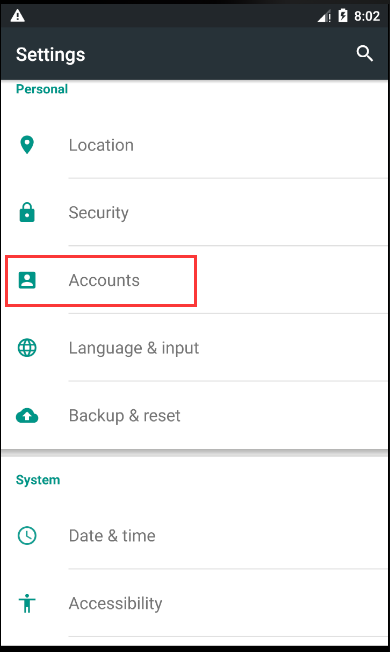 8:02
Settings
Personal
Location
Security
Accounts
Language & input
Backup & reset
System
Date & time
Accessibility